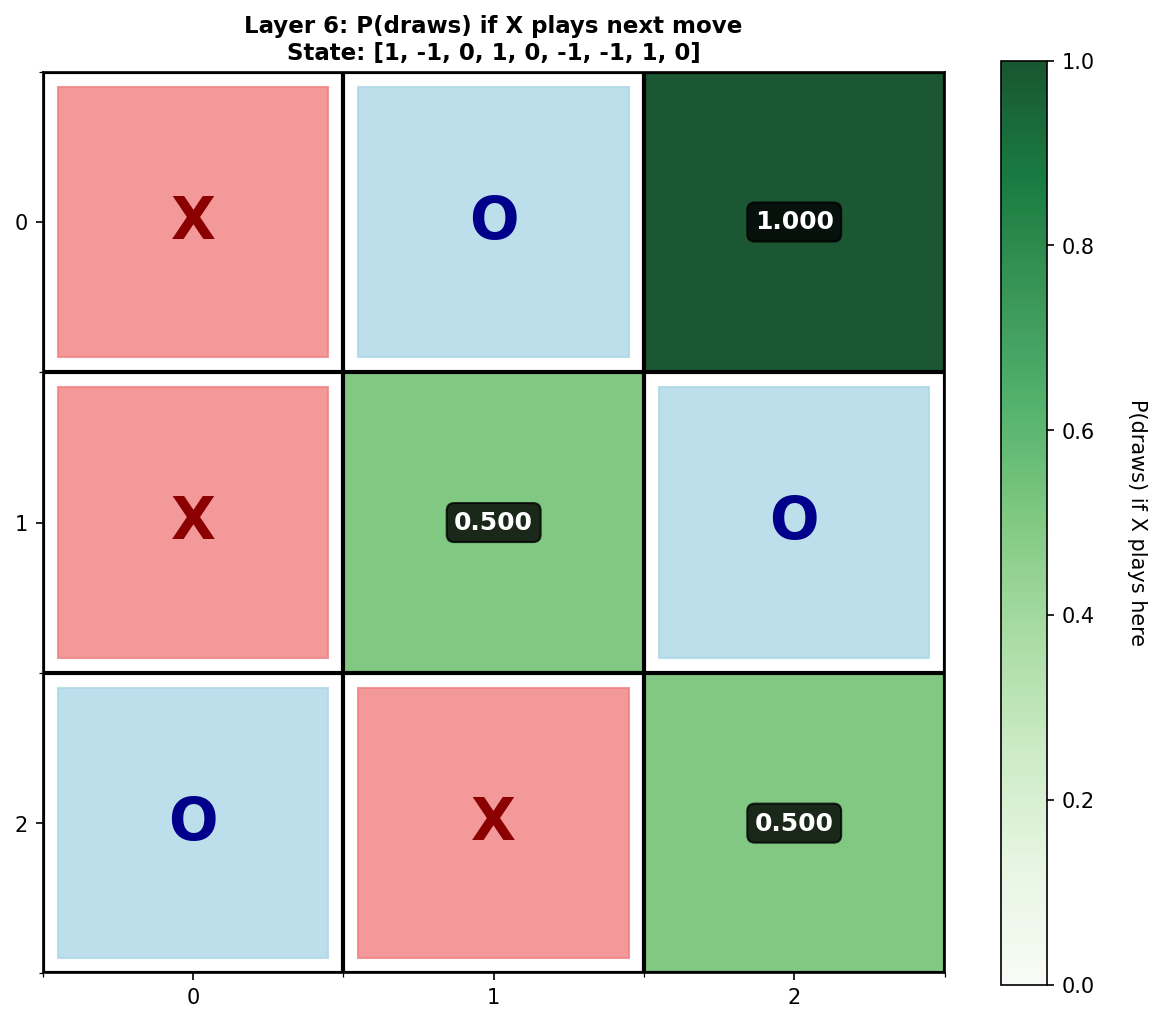 Layer 6: P(draws) if X plays next move
State: [1, -1, 0, 1, 0, -1, -1, 1, 0]
0
X
O
1.000
1
X
0.500
O
2
O
X
0.500
0
1
2
1.0
0.8
0.6
0.4
0.2
0.0
P(draws) if X plays here